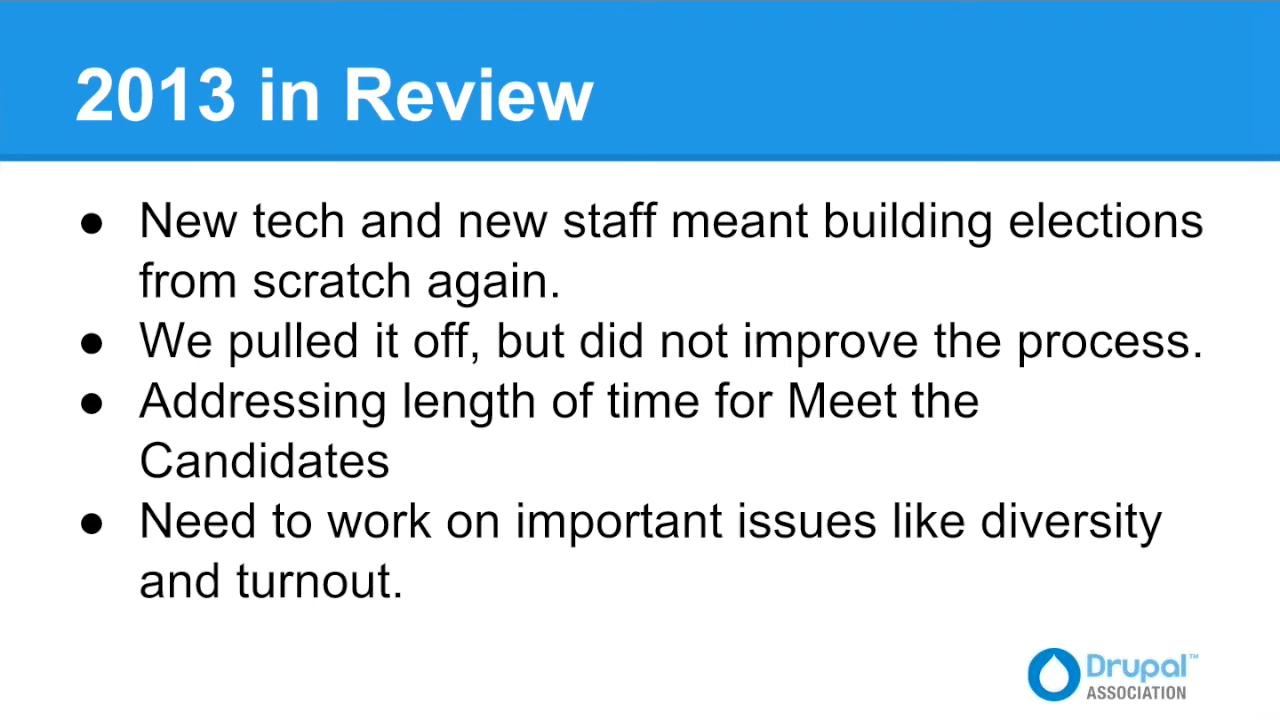 2013 in Review
● New tech and new staff meant building elections
from scratch again.
● We pulled it off, but did not improve the process.
● Addressing length of time for Meet the
Candidates
● Need to work on important issues like diversity
and turnout.
Drupal™
ASSOCIATION